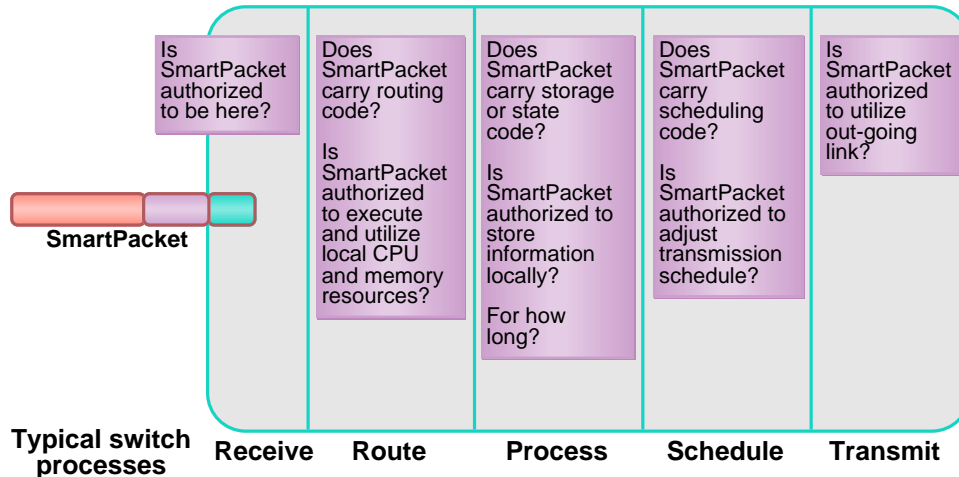 Is
SmartPacket
authorized
to be here?
Does
SmartPacket
carry routing
code?
Is
SmartPacket
authorized
to execute
and utilize
local CPU
and memory
resources?
Does
SmartPacket
carry storage
or state
code?
Is
SmartPacket
authorized to
store
information
locally?
For how
long?
Does
SmartPacket
carry
scheduling
code?
Is
SmartPacket
authorized to
adjust
transmission
schedule?
Is
SmartPacket
authorized
to utilize
out-going
link?
SmartPacket
Typical switch
processes
Receive
Route
Process
Schedule
Transmit